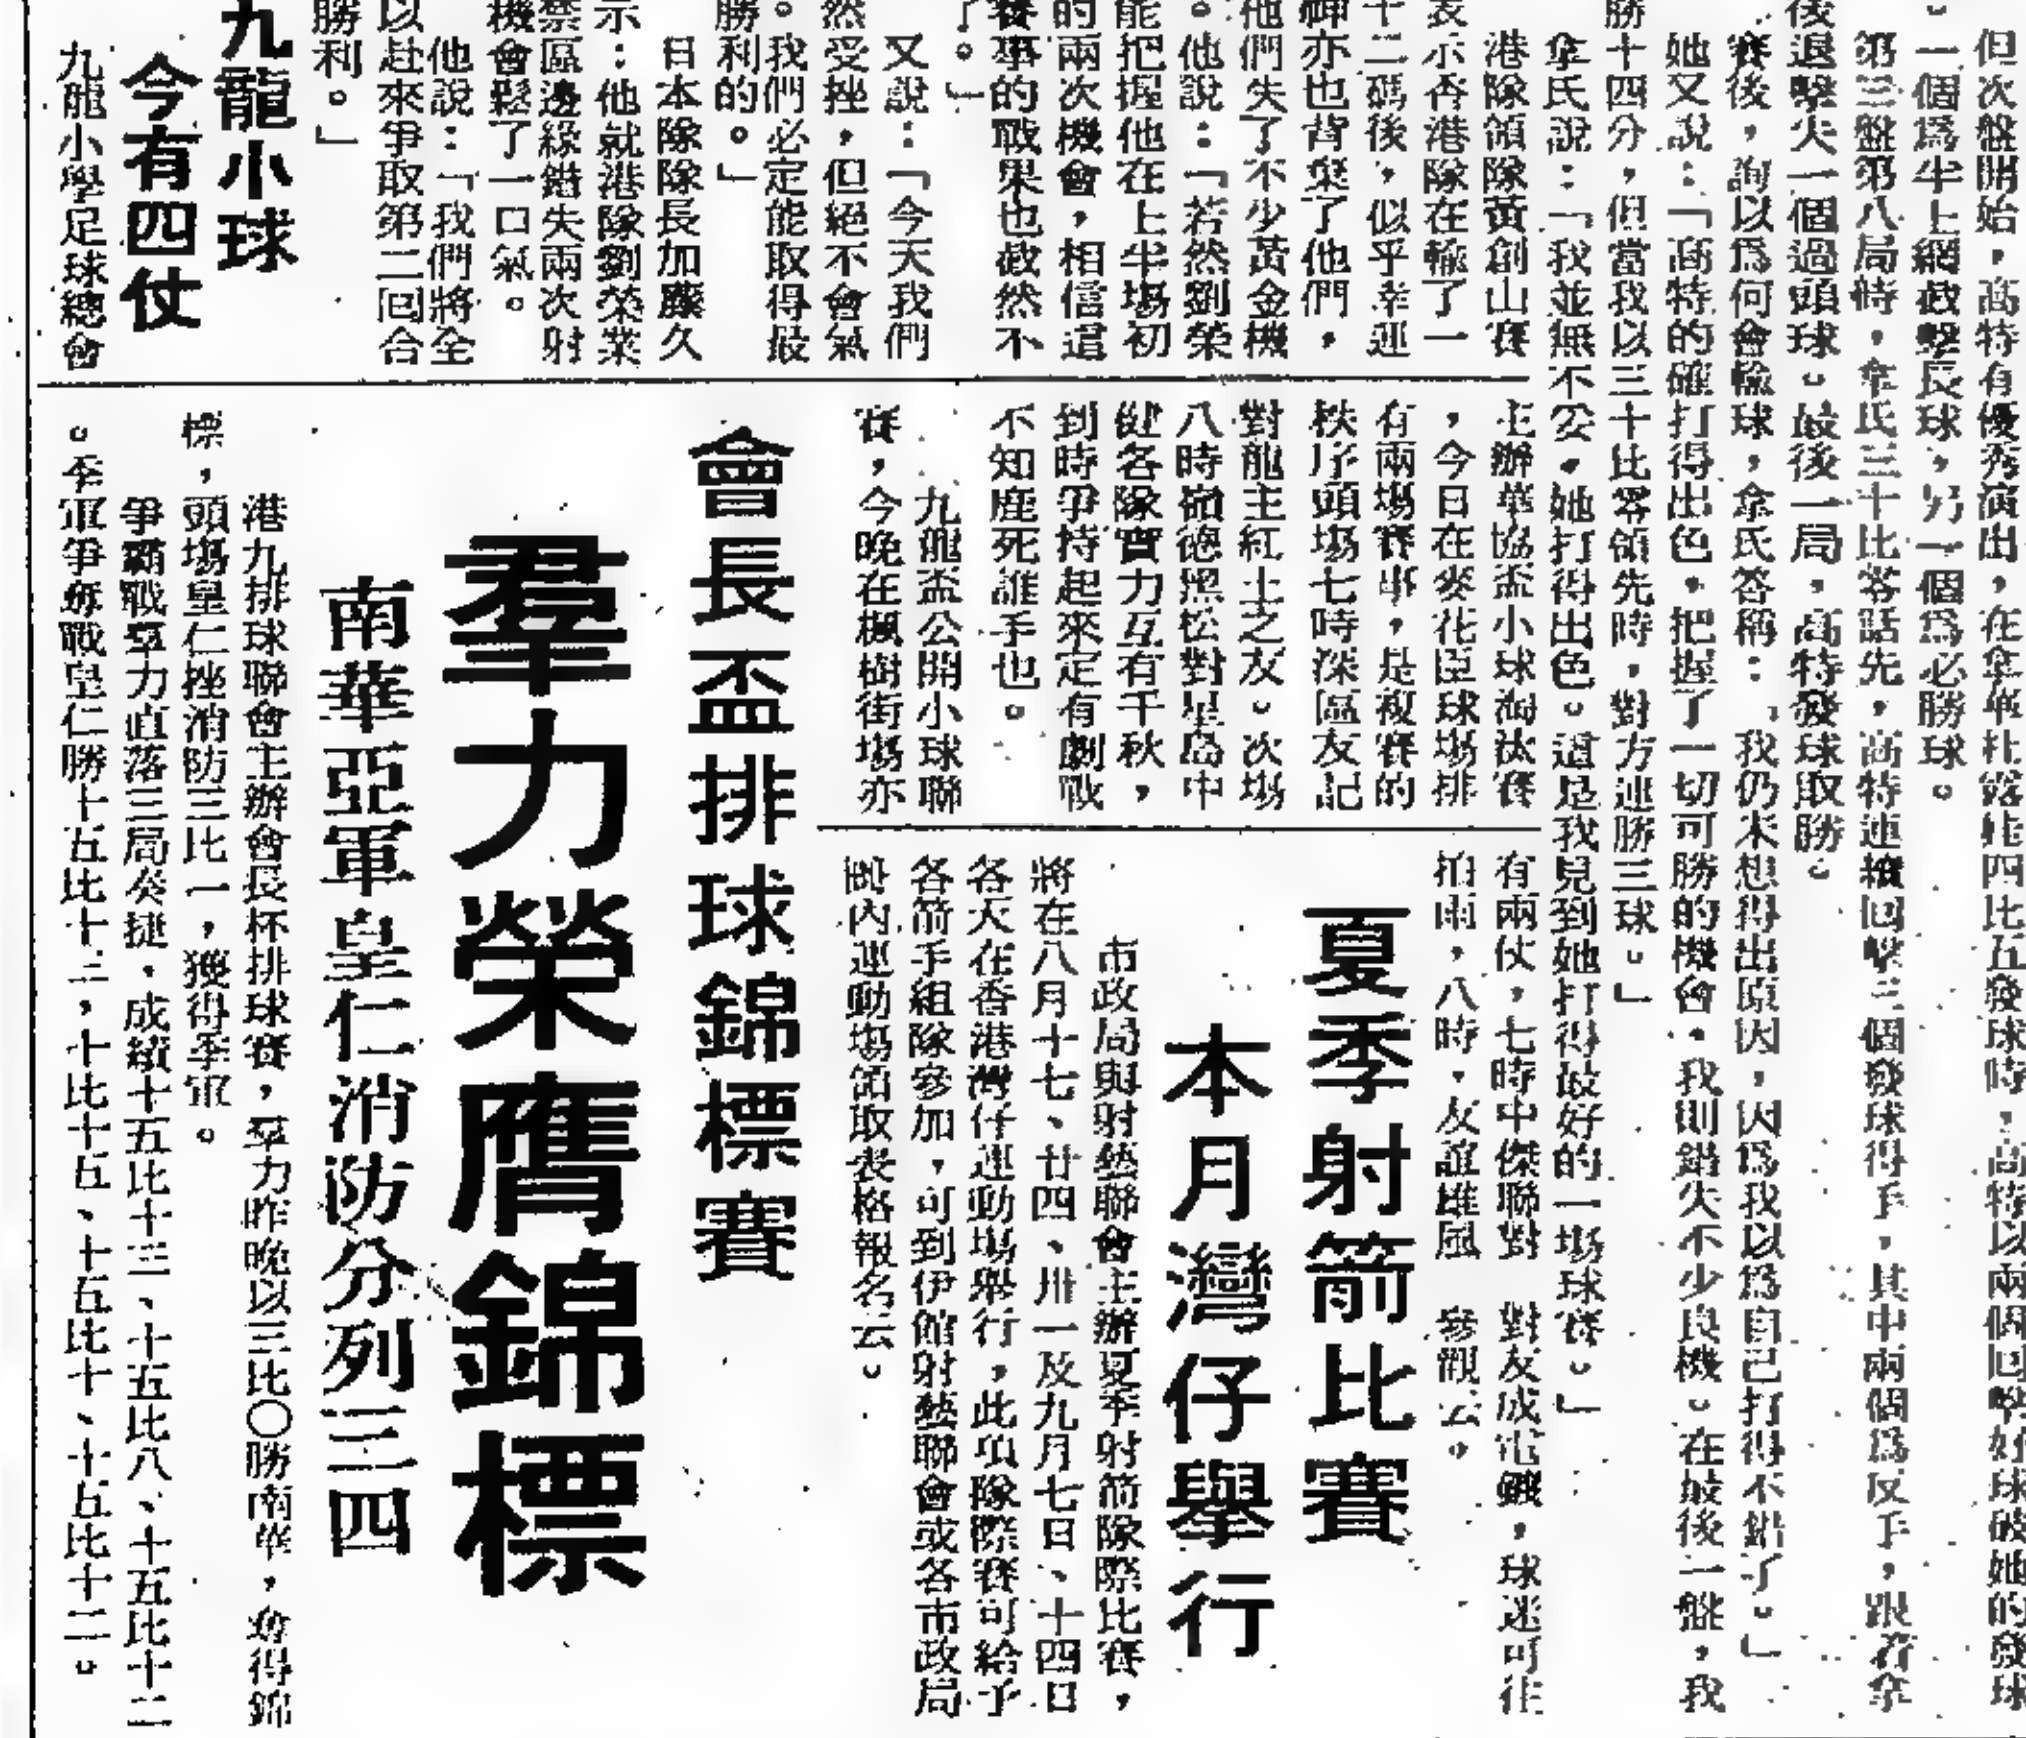 但次盤開始，高特有優秀演出，在拿華杜露娃四比五發球時，高特以兩個回擊好球破她的發球
。一個爲半上網截擊長球，另一個爲必勝球。
第三盤第八局時，拿氏三十比零話先，高特連續回擊三個發球得手，其中兩個爲反手，跟着拿
後退擊失一個過頭球。最後一局，高特發球取勝。
賽後，詢以爲何會輸球，拿氏答稱：「我仍未想得出原因，因爲我以爲自己打得不錯了。」
她又說：「高特的確打得出色，把握了一切可勝的機會，我則錯失不少良機。在最後一盤，我
勝十四分，但當我以三十比零領先時，對方連勝三球。」
拿氏說：「我並無不公，她打得出色。這是我見到她打得最好的一場球賽。」
港隊領隊黃創山賽
表示香港隊在輸了一
十二碼後，似乎幸運
神亦也背棄了他們，
他們失了不少黃金機
。他說：「若然劉榮
能把握他在上半場初
的兩次機會，相信這
賽事的戰果也截然不
了。」
又說：「今天我們
然受挫，但絕不會氣
。我們必定能取得最
勝利的。」
日本隊隊長加藤久
示：他就港隊劉榮業
禁區邊緣錯失兩次射
機會鬆了一口氣。
他說：「我們將全
以赴來爭取第二回合
勝利。」
九龍小球
今有四仗
九龍小學足球總會
主辦華協盃小球淘汰賽
，今日在麥花臣球場排
有兩場賽事，是複賽的
秩序頭場七時深區友記
對龍主紅土之友。次場
八時嶺德黑松對星島中
健各隊實力互有千秋，
到時爭持起來定有劇戰
不知鹿死誰手也。
九龍盃公開小球聯
賽，今晚在楓樹街場亦
有兩仗，七時中傑聯對　對友成電鍍，球迷可往
拍雨，八時，友誼雄風　參觀云。
夏季射箭比賽
本月灣仔舉行
市政局與射藝聯會主辦夏季射箭隊際比賽，
將在八月十七、廿四、卅一及九月七日、十四日
各天在香港灣仔運動場舉行，此項隊際賽可給予
各箭手組隊參加，可到伊館射藝聯會或各市政局
體內運動場領取表格報名云。
會長盃排球錦標賽
羣力榮膺錦標
南華亞軍皇仁消防分列三四
港九排球聯會主辦會長杯排球賽，羣力昨晚以三比〇勝南華，奪得錦
標，頭場皇仁挫消防三比一，獲得季軍。
爭霸戰羣力直落三局奏捷，成績十五比十三、十五比八、十五比十二
。季軍爭奪戰皇仁勝十五比十三，十比十五、十五比十、十五比十二。